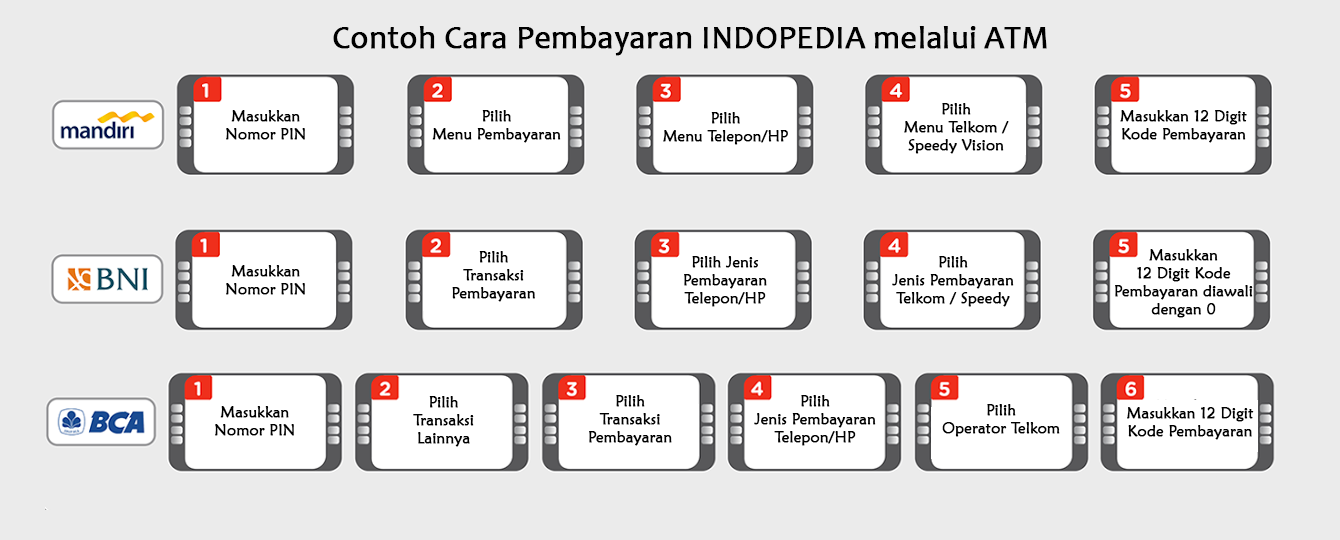 Contoh Cara Pembayaran INDOPEDIA melalui ATM
mandiri
1
Masukkan
Nomor PIN
2
Pilih
Menu Pembayaran
3
Pilih
Menu Telepon/HP
4
Pilih
Menu Telkom /
Speedy Vision
5
Masukkan 12 Digit
Kode Pembayaran
BNI
1
Masukkan
Nomor PIN
2
Pilih
Transaksi
Pembayaran
3
Pilih Jenis
Pembayaran
Telepon/HP
4
Pilih
Jenis Pembayaran
Telkom / Speedy
5
Masukkan
12 Digit Kode
Pembayaran diawali
dengan 0
BCA
1
Masukkan
Nomor PIN
2
Pilih
Transaksi
Lainnya
3
Pilih
Transaksi
Pembayaran
4
Pilih
Jenis Pembayaran
Telepon/HP
5
Pilih
Operator Telkom
6
Masukkan 12 Digit
Kode Pembayaran